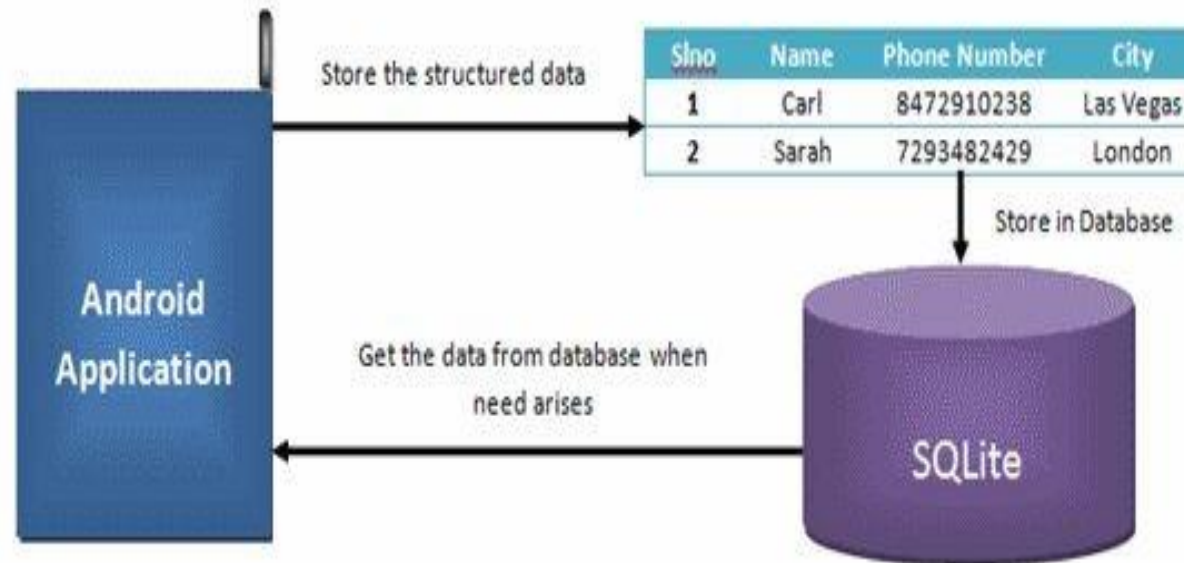 Store the structured data
Slno Name Phone Number City
1 Carl 8472910238 Las Vegas
2 Sarah 7293482429 London
Store in Database
Android
Application
Get the data from database when
need arises
SQLite